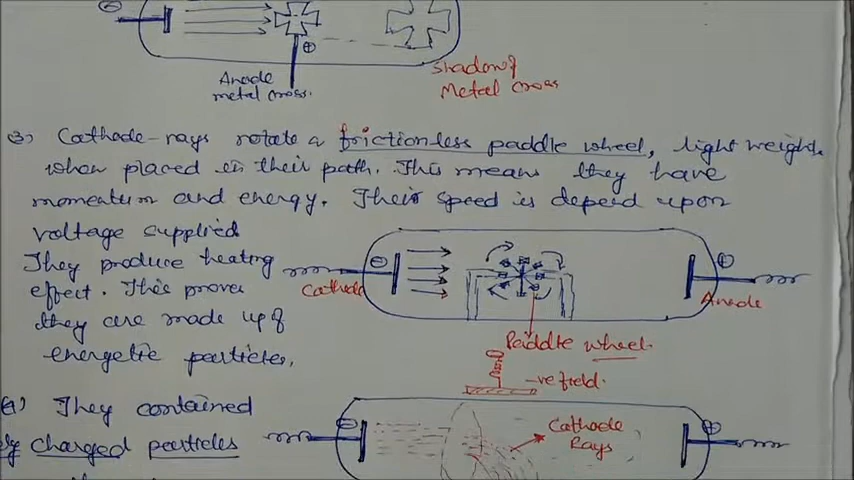 ⊖
⊕
Anode
metal cross.
Shadow of
Metal Cross
3) Cathode-rays rotate a frictionless paddle wheel, light weight,
when placed in their path. This means they have
momentum and energy. Their speed is depend upon
voltage supplied
They produce heating
effect. This prove
they are made up of
energetic particles.
⊖
Cathode
⊕
Anode
Paddle wheel.
-ve field.
4) They contained
ly charged particles
⊖
Cathode
Rays
⊕